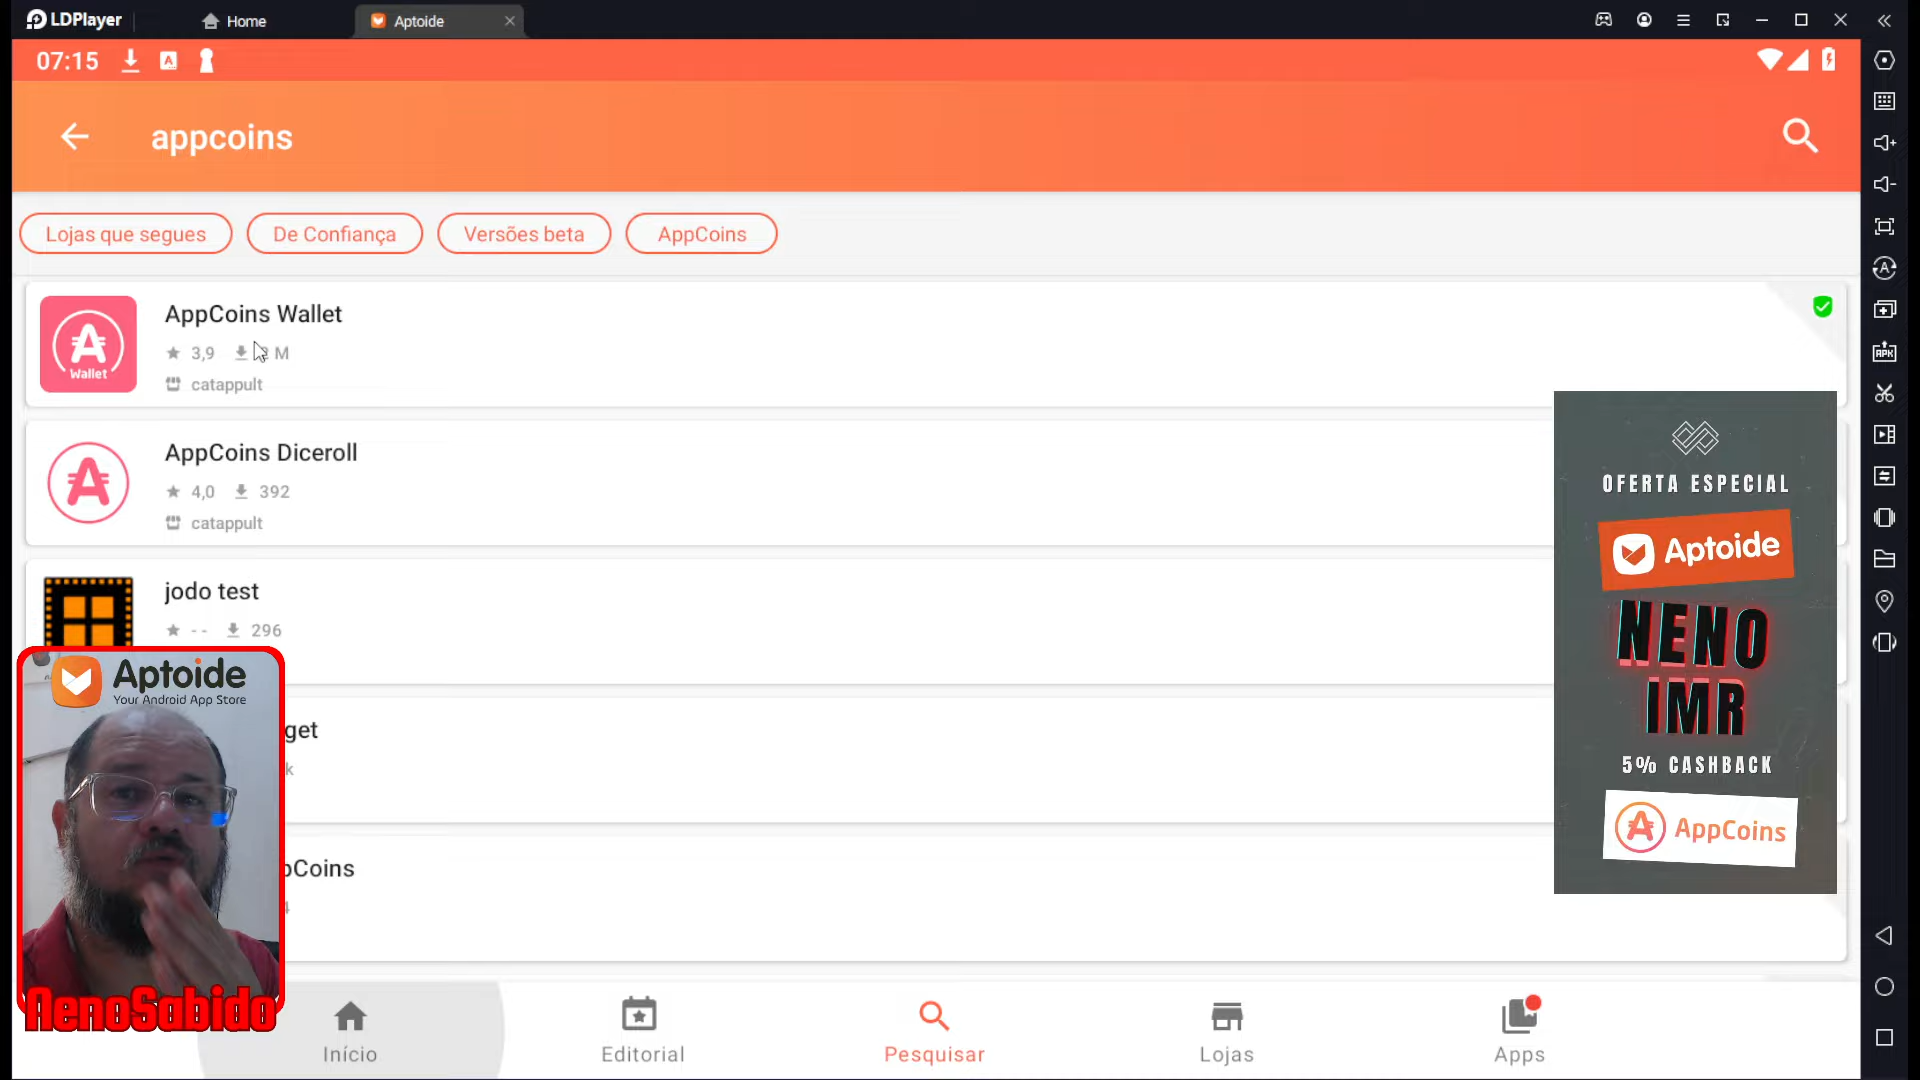 LDPlayer
Home
Aptoide
07:15
appcoins
Lojas que segues
De Confiança
Versões beta
AppCoins
AppCoins Wallet
3,9
M
catappult
Wallet
AppCoins Diceroll
4,0
392
catappult
jodo test
--
296
get
k
pCoins
OFERTA ESPECIAL
Aptoide
NENO
IMR
5% CASHBACK
AppCoins
Aptoide
Your Android App Store
NenoSabido
Início
Editorial
Pesquisar
Lojas
Apps